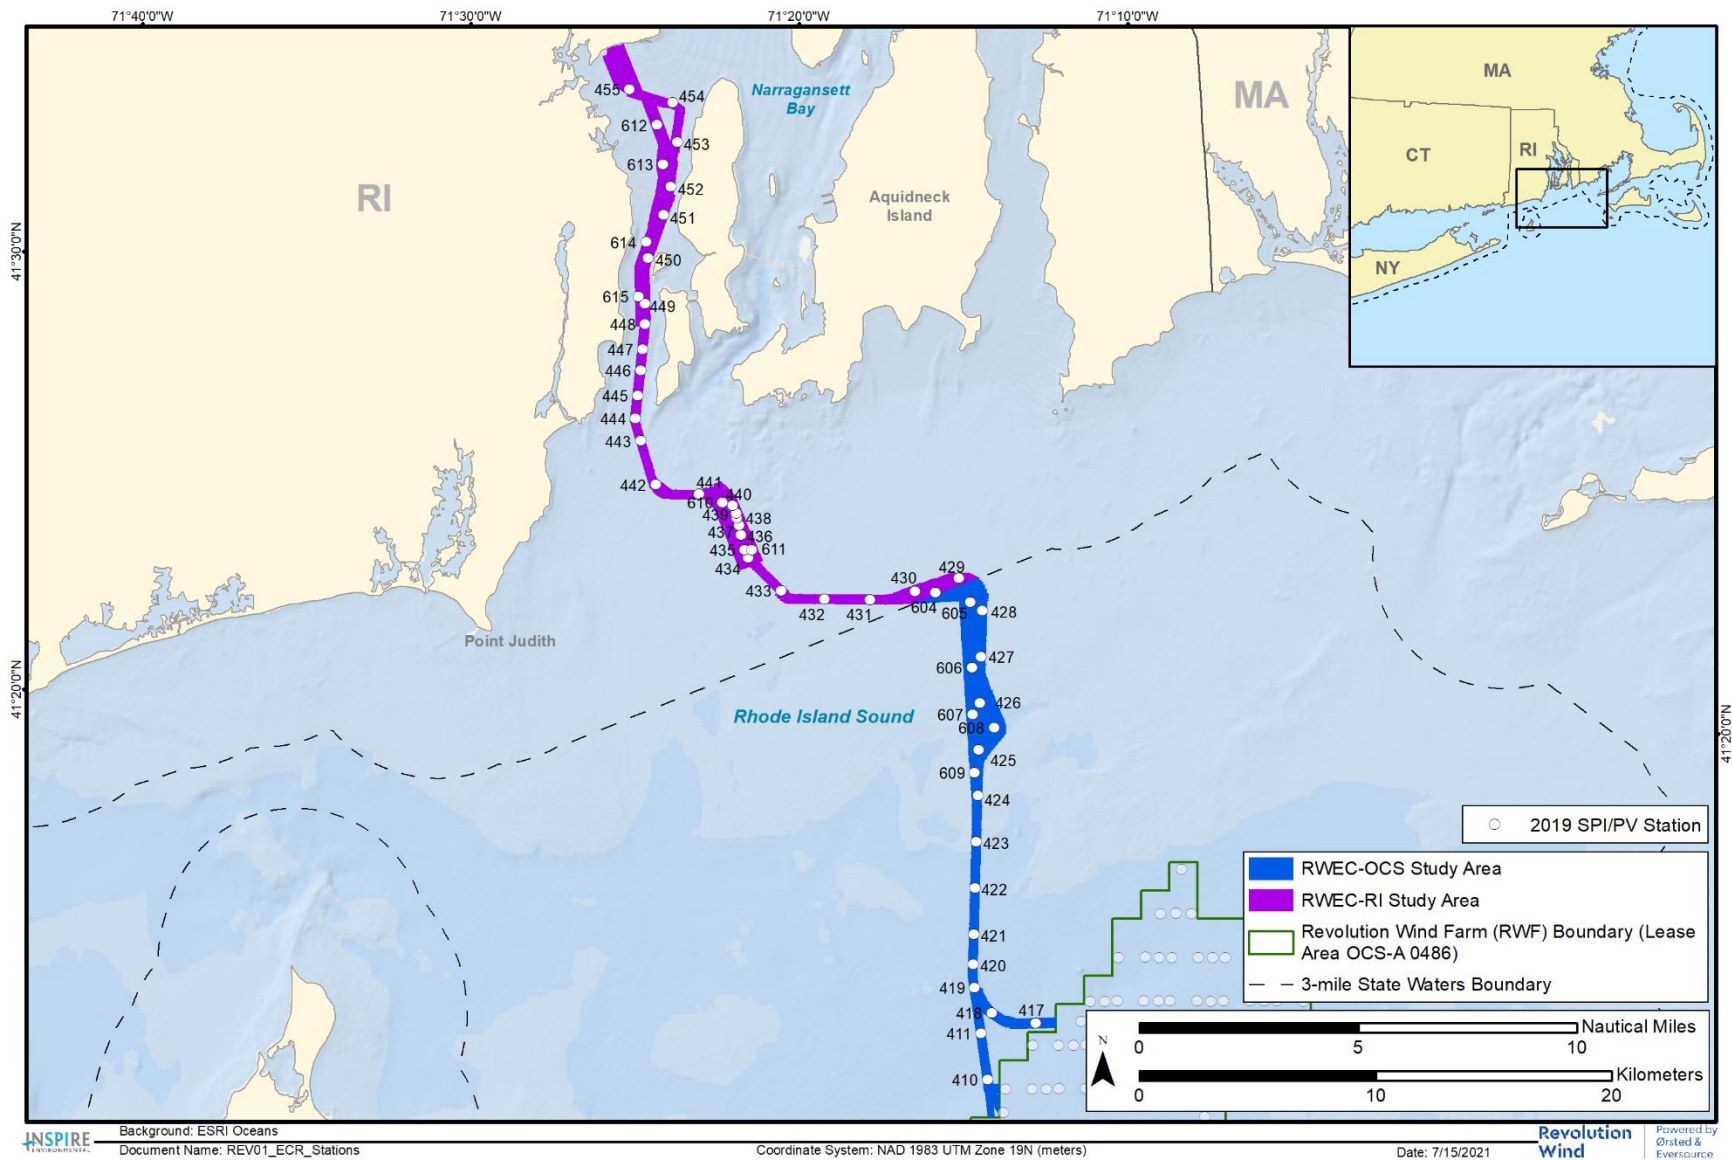 71°40'0"W
71°30'0"W
71°20'0"W
71°10'0"W
41°30'0"N
41°20'0"N
41°20'0"N
RI
MA
Narragansett
Bay
Aquidneck
Island
Point Judith
Rhode Island Sound
MA
CT
RI
NY
455
454
612
453
613
452
451
614
450
615
449
448
447
446
445
444
443
442
441
440
610
439
438
437
436
435
611
434
433
432
431
430
429
604
605
428
427
606
426
607
608
425
609
424
423
422
421
420
419
418
417
411
410
2019 SPI/PV Station
RWEC-OCS Study Area
RWEC-RI Study Area
Revolution Wind Farm (RWF) Boundary (Lease
Area OCS-A 0486)
3-mile State Waters Boundary
N
Nautical Miles
0 5 10
Kilometers
0 10 20
INSPIRE
ENVIRONMENTAL
Background: ESRI Oceans
Document Name: REV01_ECR_Stations
Coordinate System: NAD 1983 UTM Zone 19N (meters)
Date: 7/15/2021
Revolution
Wind
Powered by
Ørsted &
Eversource